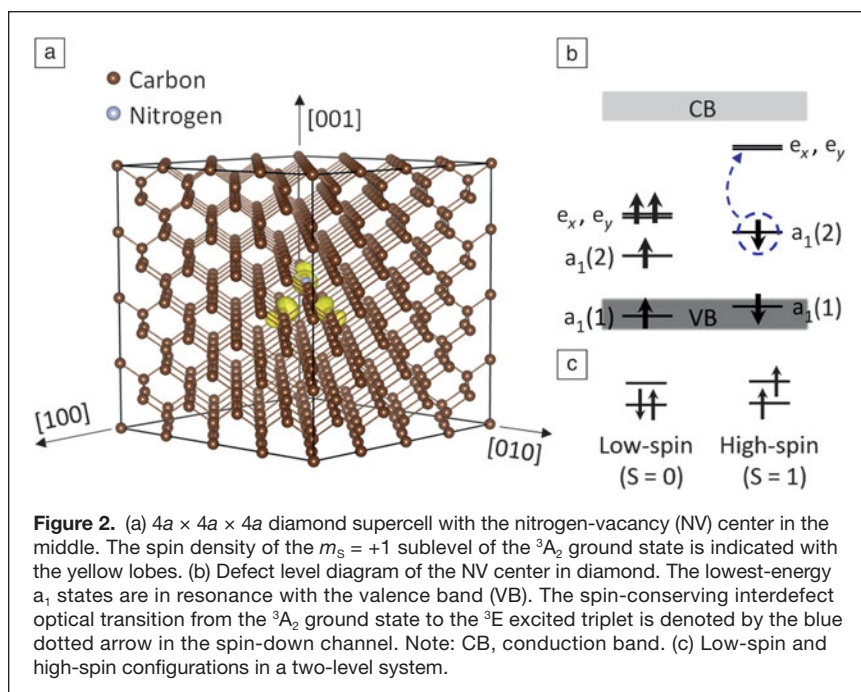 a
Carbon
Nitrogen
[001]
[100]
[010]
b
CB
eₓ, e_y
eₓ, e_y
a₁(2)
a₁(2)
a₁(1)
VB
a₁(1)
c
Low-spin
(S = 0)
High-spin
(S = 1)
Figure 2. (a) 4a × 4a × 4a diamond supercell with the nitrogen-vacancy (NV) center in the
middle. The spin density of the mₛ = +1 sublevel of the ³A₂ ground state is indicated with
the yellow lobes. (b) Defect level diagram of the NV center in diamond. The lowest-energy
a₁ states are in resonance with the valence band (VB). The spin-conserving interdefect
optical transition from the ³A₂ ground state to the ³E excited triplet is denoted by the blue
dotted arrow in the spin-down channel. Note: CB, conduction band. (c) Low-spin and
high-spin configurations in a two-level system.